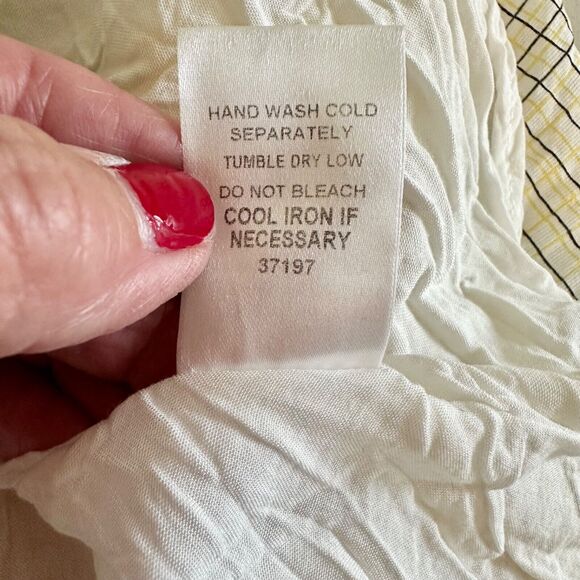 HAND WASH COLD
SEPARATELY
TUMBLE DRY LOW
DO NOT BLEACH
COOL IRON IF
NECESSARY
37197